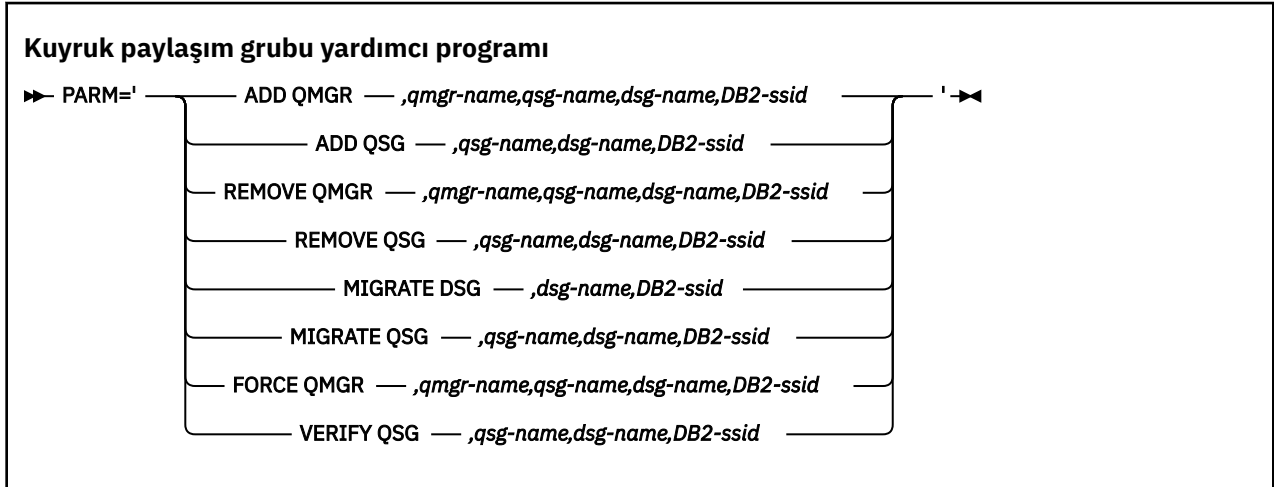 Kuyruk paylaşım grubu yardımcı programı
PARM=' ADD QMGR ,qmgr-name,qsg-name,dsg-name,DB2-ssid '
ADD QSG ,qsg-name,dsg-name,DB2-ssid
REMOVE QMGR ,qmgr-name,qsg-name,dsg-name,DB2-ssid
REMOVE QSG ,qsg-name,dsg-name,DB2-ssid
MIGRATE DSG ,dsg-name,DB2-ssid
MIGRATE QSG ,qsg-name,dsg-name,DB2-ssid
FORCE QMGR ,qmgr-name,qsg-name,dsg-name,DB2-ssid
VERIFY QSG ,qsg-name,dsg-name,DB2-ssid